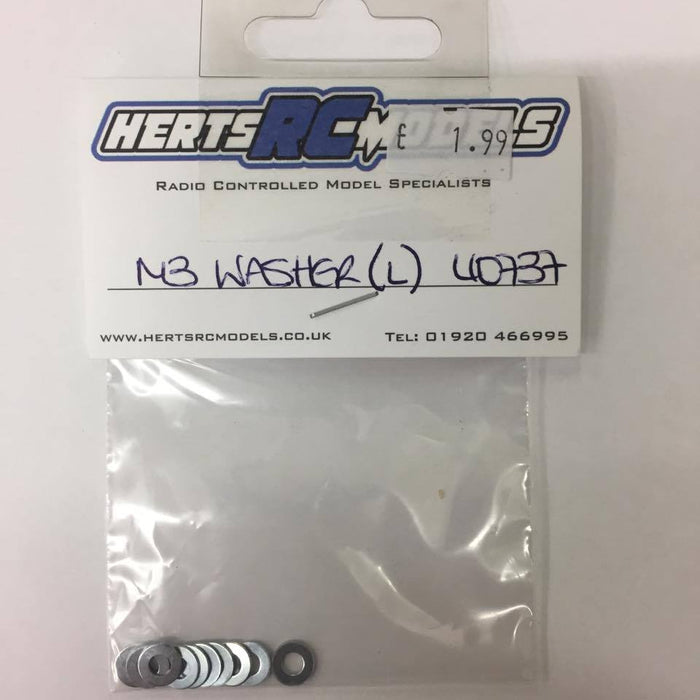 HERTS RC MODELS
£ 1.99
RADIO CONTROLLED MODEL SPECIALISTS
M3 WASHER (L) 40737
WWW.HERTSRCMODELS.CO.UK TEL: 01920 466995